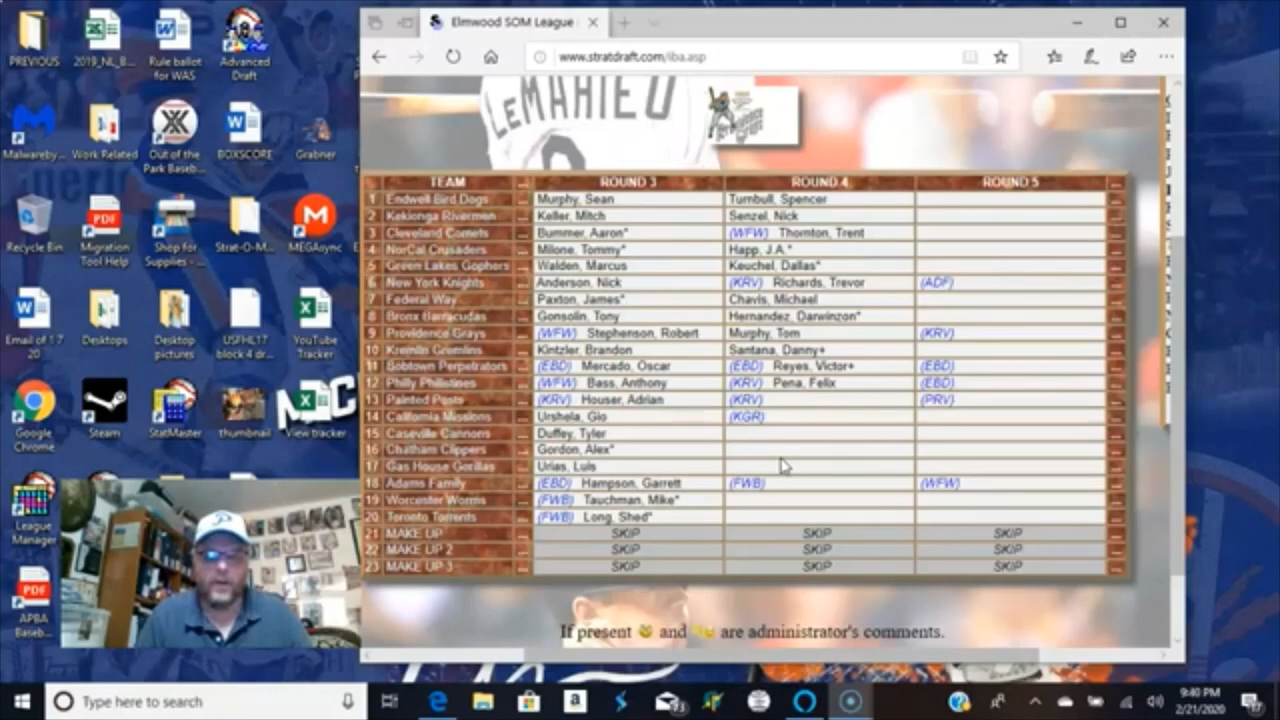 Elmwood SOM League
www.stratdraft.com/liba.asp
PREVIOUS
2019_NL_B...
Rule ballot for WAS
Advanced Draft
Malwareby...
Work Related
Out of the Park Baseb...
BOXSCORE
Grabner
Recycle Bin
Migration Tool Help
Shop for Supplies - ...
Strat-O-M...
MEGAsync
Email of 1 7 20
Desktops
Desktop pictures
USFHL17 block 4 dr...
YouTube Tracker
Google Chrome
Steam
StatMaster
thumbnail
View tracker
League Manager
APBA Baseb...
LeMAHIEU
TEAM ... ROUND 3 ROUND 4 ROUND 5 ...
1 Endwell Bird Dogs ... Murphy, Sean Turnbull, Spencer ...
2 Kekionga Rivermen ... Keller, Mitch Senzel, Nick ...
3 Cleveland Comets ... Bummer, Aaron* (WFW) Thornton, Trent ...
4 NorCal Crusaders ... Milone, Tommy* Happ, J.A.* ...
5 Green Lakes Gophers ... Walden, Marcus Keuchel, Dallas* ...
6 New York Knights ... Anderson, Nick (KRV) Richards, Trevor (ADF) ...
7 Federal Way ... Paxton, James* Chavis, Michael ...
8 Bronx Barracudas ... Gonsolin, Tony Hernandez, Darwinzon* ...
9 Providence Grays ... (WFW) Stephenson, Robert Murphy, Tom (KRV) ...
10 Kremlin Gremlins ... Kintzler, Brandon Santana, Danny+ ...
11 Bobtown Perpetrators ... (EBD) Mercado, Oscar (EBD) Reyes, Victor+ (EBD) ...
12 Philly Philistines ... (WFW) Bass, Anthony (KRV) Pena, Felix (EBD) ...
13 Painted Posts ... (KRV) Houser, Adrian (KRV) (PRV) ...
14 California Missions ... Urshela, Gio (KGR) ...
15 Caseville Cannons ... Duffey, Tyler ...
16 Chatham Clippers ... Gordon, Alex* ...
17 Gas House Gorillas ... Urias, Luis ...
18 Adams Family ... (EBD) Hampson, Garrett (FWB) (WFW) ...
19 Worcester Worms ... (FWB) Tauchman, Mike* ...
20 Toronto Torrents ... (FWB) Long, Shed* ...
21 MAKE UP ... SKIP SKIP SKIP ...
22 MAKE UP 2 ... SKIP SKIP SKIP ...
23 MAKE UP 3 ... SKIP SKIP SKIP ...
If present and are administrator's comments.
Type here to search
9:40 PM
2/21/2020